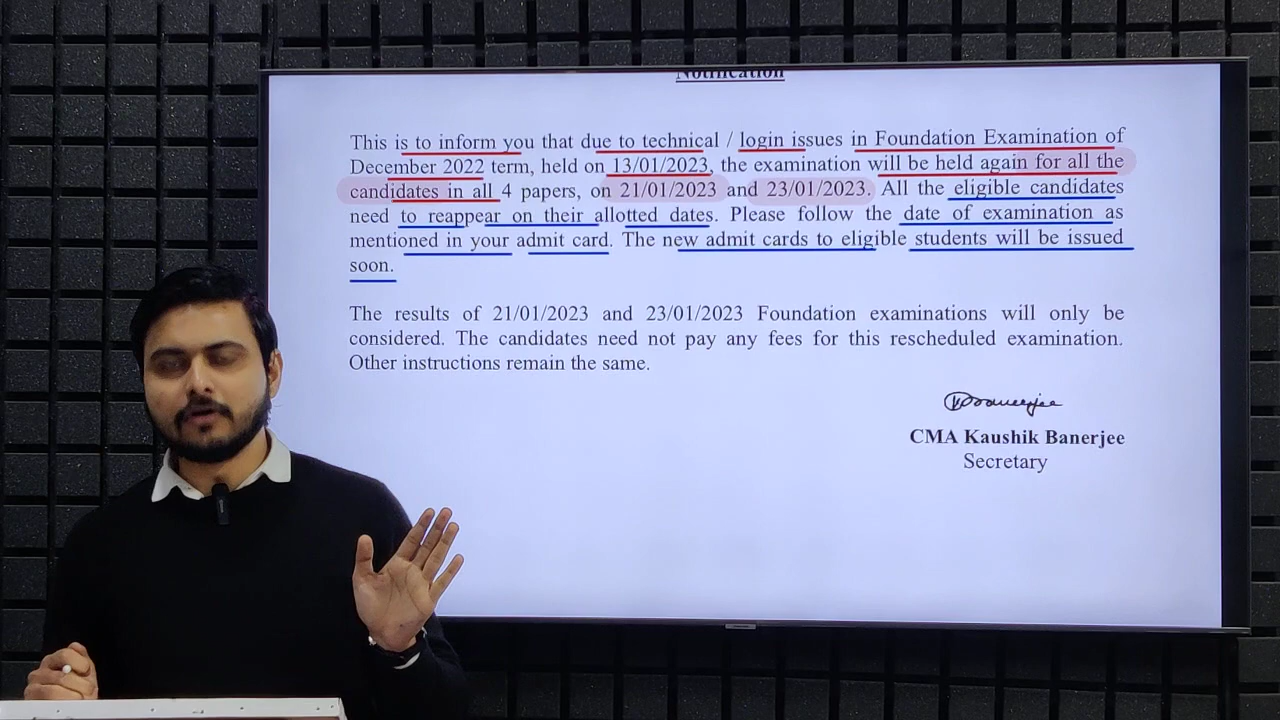 Notification
This is to inform you that due to technical / login issues in Foundation Examination of
December 2022 term, held on 13/01/2023, the examination will be held again for all the
candidates in all 4 papers, on 21/01/2023 and 23/01/2023. All the eligible candidates
need to reappear on their allotted dates. Please follow the date of examination as
mentioned in your admit card. The new admit cards to eligible students will be issued
soon.
The results of 21/01/2023 and 23/01/2023 Foundation examinations will only be
considered. The candidates need not pay any fees for this rescheduled examination.
Other instructions remain the same.
CMA Kaushik Banerjee
Secretary